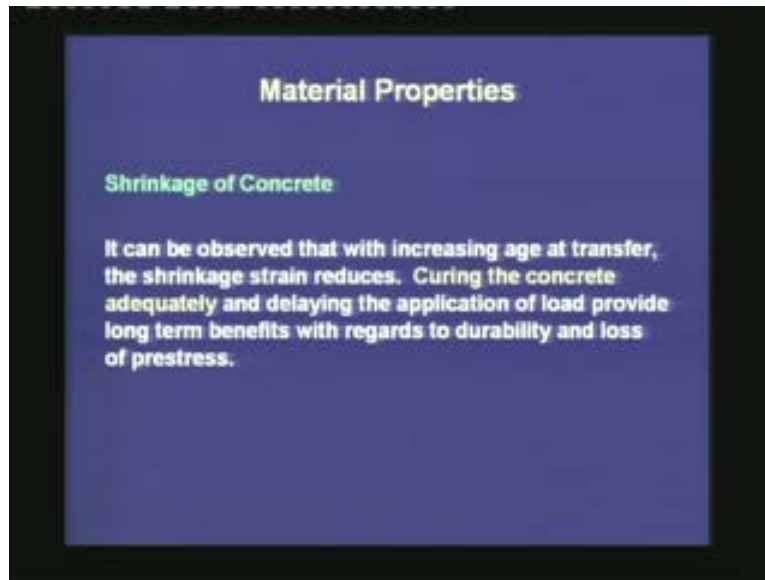 Material Properties
Shrinkage of Concrete
It can be observed that with increasing age at transfer,
the shrinkage strain reduces. Curing the concrete
adequately and delaying the application of load provide
long term benefits with regards to durability and loss
of prestress.